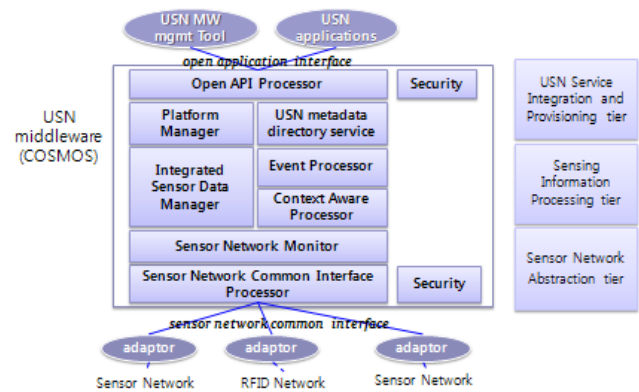 USN MW
mgmt Tool
USN
applications
open application interface
Open API Processor
Security
USN
middleware
(COSMOS)
Platform
Manager
USN metadata
directory service
Integrated
Sensor Data
Manager
Event Processor
Context Aware
Processor
Sensor Network Monitor
Sensor Network Common Interface
Processor
Security
USN Service
Integration and
Provisioning tier
Sensing
Information
Processing tier
Sensor Network
Abstraction tier
sensor network common interface
adaptor
adaptor
adaptor
Sensor Network
RFID Network
Sensor Network